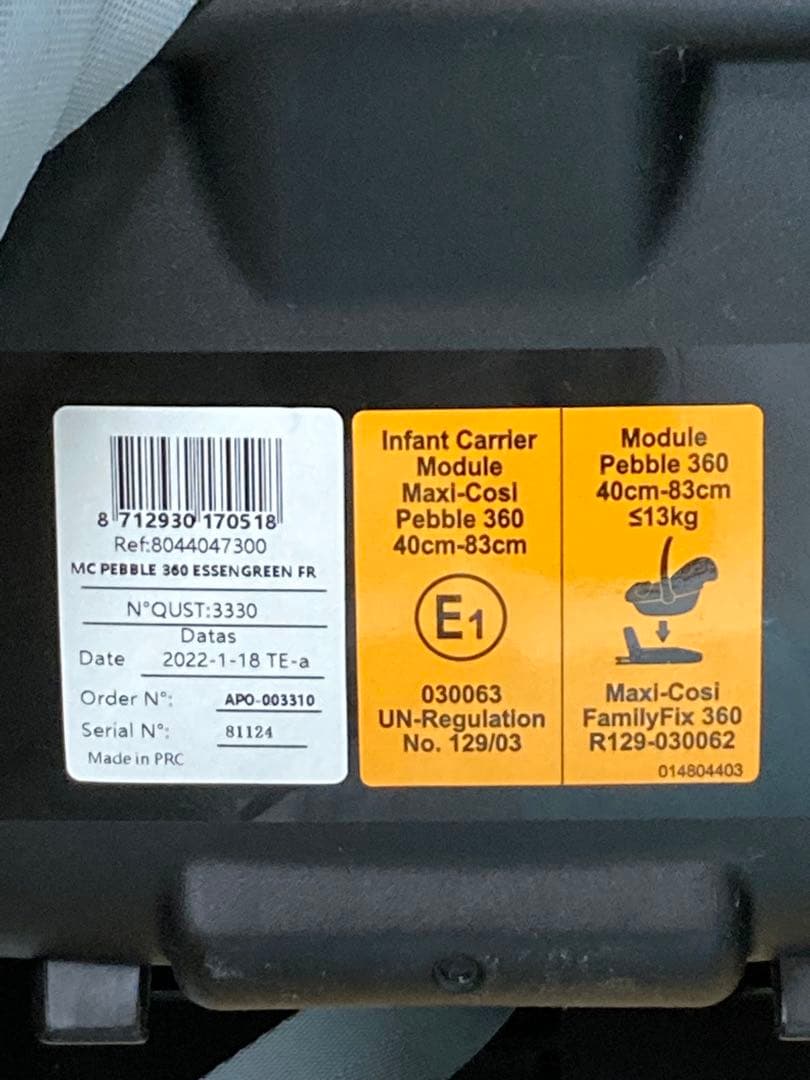 8 712930 170518
Ref:8044047300
MC PEBBLE 360 ESSENGREEN FR
N°QUST:3330
Datas
Date 2022-1-18 TE-a
Order N°: APO-003310
Serial N°: 81124
Made in PRC
Infant Carrier
Module
Maxi-Cosi
Pebble 360
40cm-83cm
E1
030063
UN-Regulation
No. 129/03
Module
Pebble 360
40cm-83cm
≤13kg
Maxi-Cosi
FamilyFix 360
R129-030062
014804403